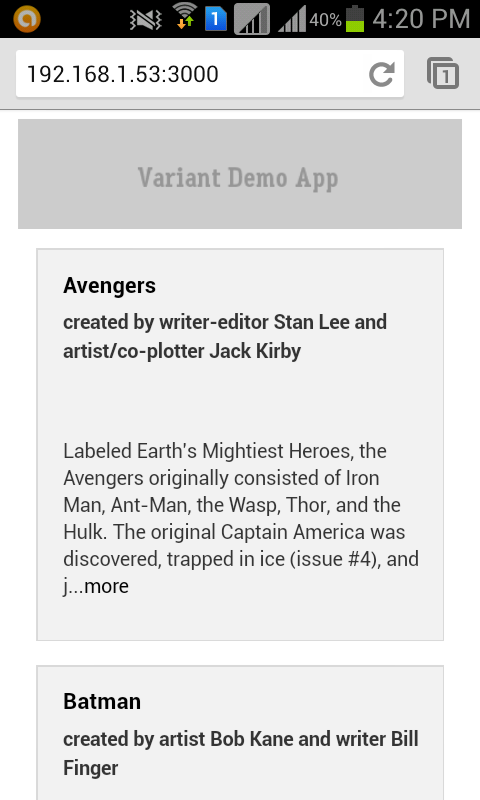 1
40%
4:20 PM
192.168.1.53:3000
1
Variant Demo App
Avengers
created by writer-editor Stan Lee and
artist/co-plotter Jack Kirby
Labeled Earth's Mightiest Heroes, the
Avengers originally consisted of Iron
Man, Ant-Man, the Wasp, Thor, and the
Hulk. The original Captain America was
discovered, trapped in ice (issue #4), and
j...more
Batman
created by artist Bob Kane and writer Bill
Finger